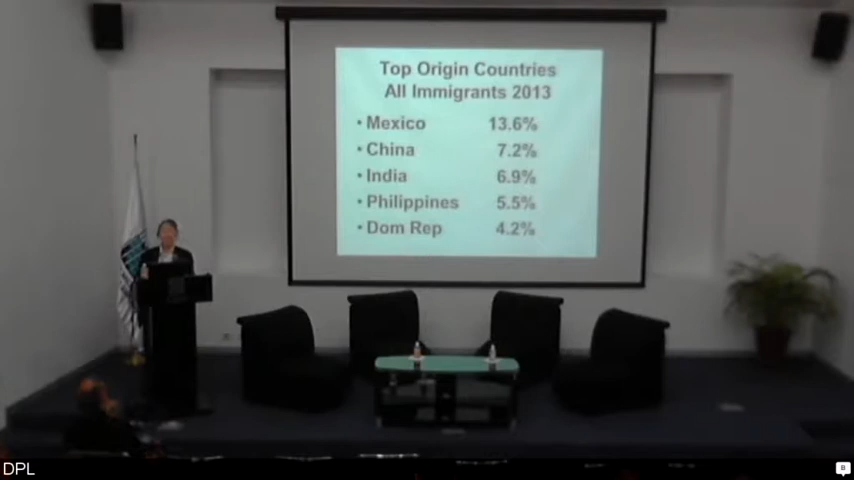 Top Origin Countries
All Immigrants 2013
• Mexico 13.6%
• China 7.2%
• India 6.9%
• Philippines 5.5%
• Dom Rep 4.2%
DPL
B